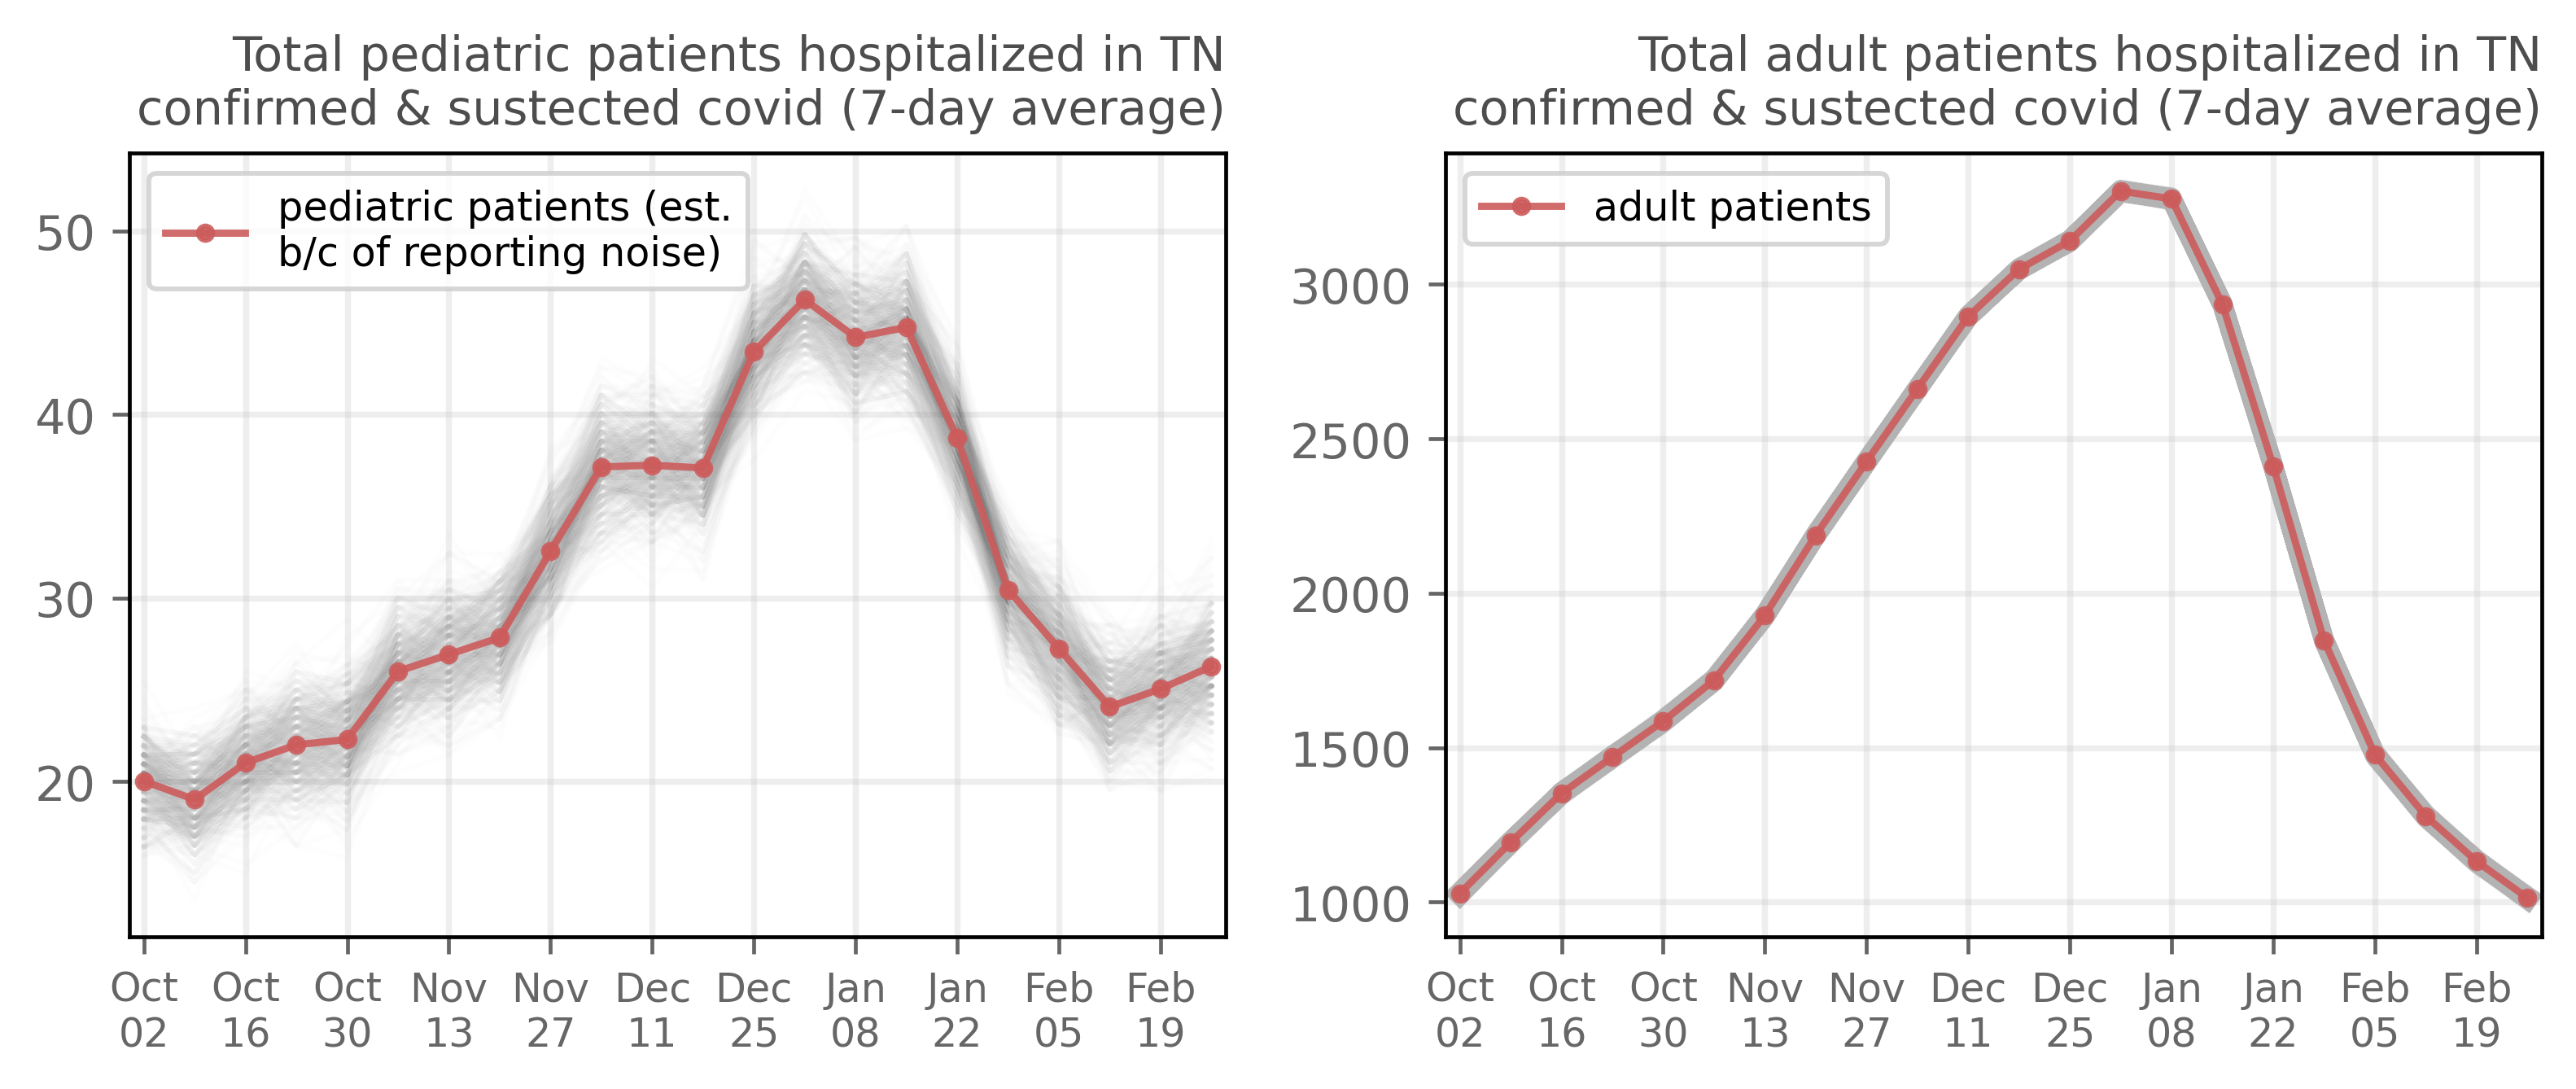 Total pediatric patients hospitalized in TN
confirmed & sustected covid (7-day average)
pediatric patients (est.
b/c of reporting noise)
50
40
30
20
Oct Oct Oct Nov Nov Dec Dec Jan Jan Feb Feb
02 16 30 13 27 11 25 08 22 05 19
Total adult patients hospitalized in TN
confirmed & sustected covid (7-day average)
adult patients
3000
2500
2000
1500
1000
Oct Oct Oct Nov Nov Dec Dec Jan Jan Feb Feb
02 16 30 13 27 11 25 08 22 05 19